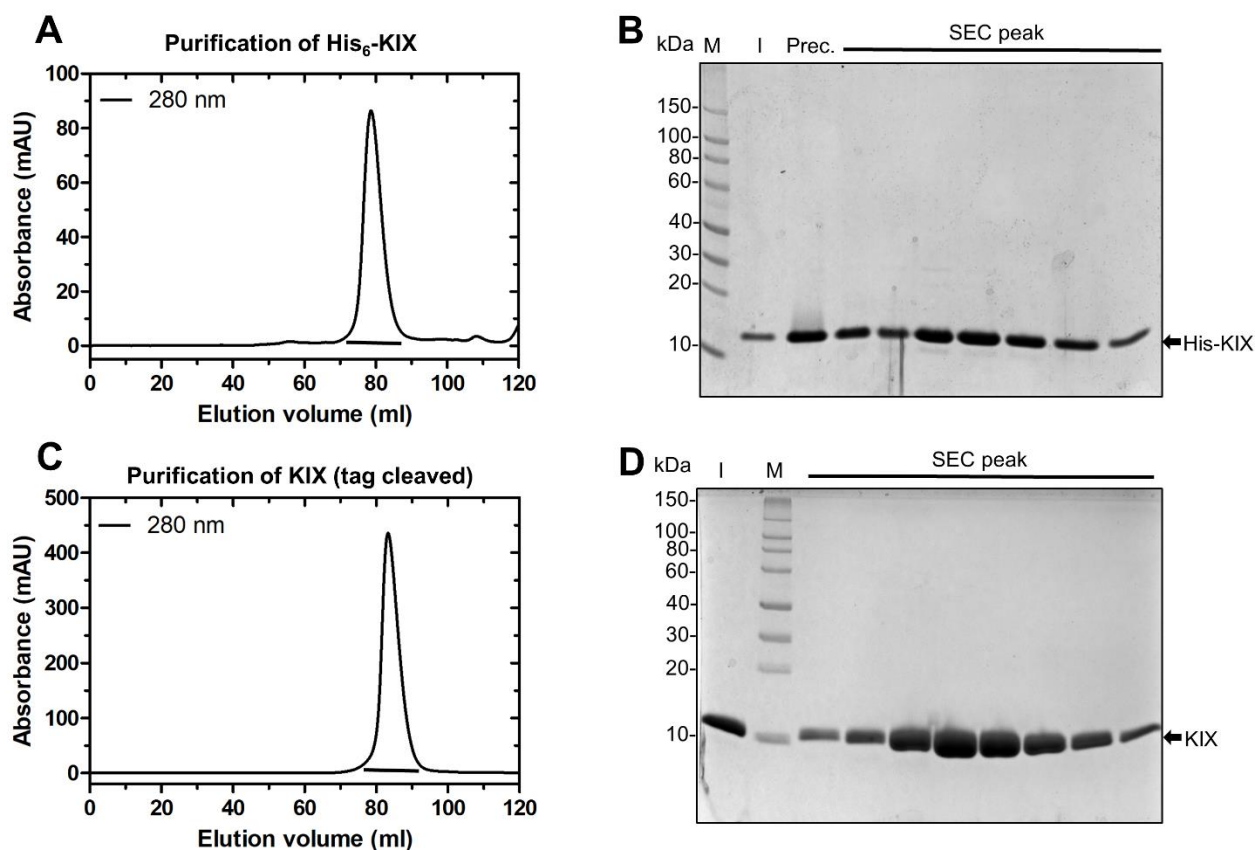 A
Purification of His₆-KIX
280 nm
Absorbance (mAU)
100
80
60
40
20
0
0 20 40 60 80 100 120
Elution volume (ml)
B
kDa M I Prec. SEC peak
150-
100-
80-
60-
40-
30-
20-
10-
His-KIX
C
Purification of KIX (tag cleaved)
280 nm
Absorbance (mAU)
500
400
300
200
100
0
0 20 40 60 80 100 120
Elution volume (ml)
D
kDa I M SEC peak
150-
100-
80-
60-
40-
30-
20-
10-
KIX